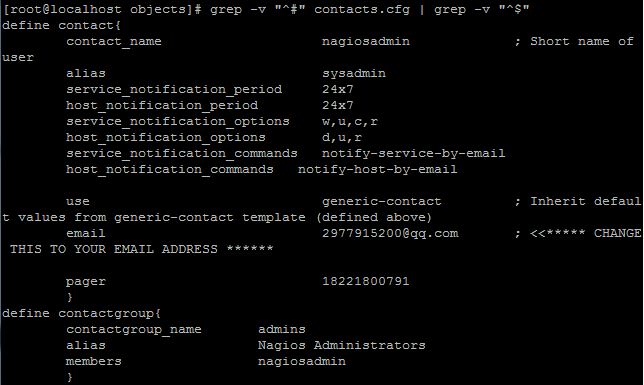 [root@localhost objects]# grep -v "^#" contacts.cfg | grep -v "^$"
define contact{
        contact_name                    nagiosadmin             ; Short name of
user
        alias                           sysadmin
        service_notification_period     24x7
        host_notification_period        24x7
        service_notification_options    w,u,c,r
        host_notification_options       d,u,r
        service_notification_commands   notify-service-by-email
        host_notification_commands   notify-host-by-email
        use                             generic-contact         ; Inherit defaul
t values from generic-contact template (defined above)
        email                           2977915200@qq.com       ; <<***** CHANGE
 THIS TO YOUR EMAIL ADDRESS ******
        pager                           18221800791
        }
define contactgroup{
        contactgroup_name       admins
        alias                   Nagios Administrators
        members                 nagiosadmin
        }